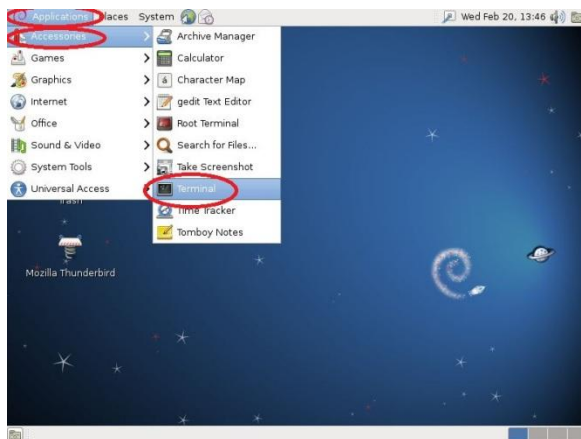 Applications Places System Wed Feb 20, 13:46
Accessories
Games
Graphics
Internet
Office
Sound & Video
System Tools
Universal Access
Archive Manager
Calculator
Character Map
gedit Text Editor
Root Terminal
Search for Files...
Take Screenshot
Terminal
Time Tracker
Tomboy Notes
Trash
Mozilla Thunderbird